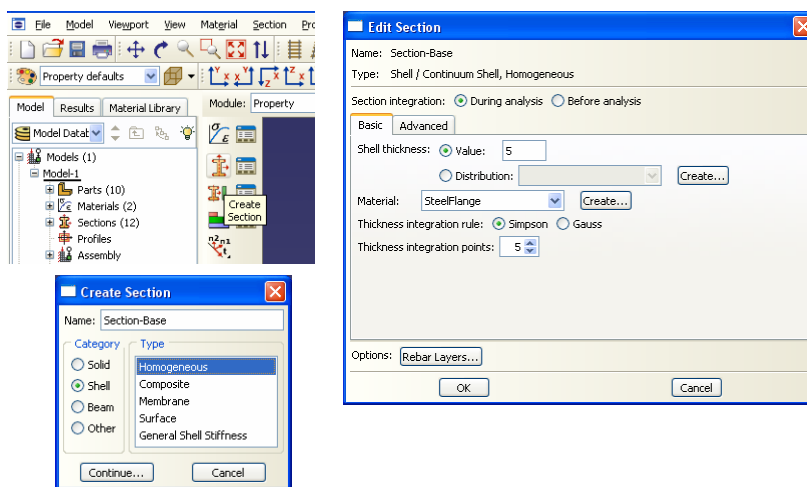 File Model Viewport View Material Section
Property defaults
Model Results Material Library Module: Property
Model Datab
Models (1)
Model-1
Parts (10)
Materials (2)
Sections (12)
Profiles
Assembly
Create
Section
Create Section
Name: Section-Base
Category Type
Solid Homogeneous
Shell Composite
Beam Membrane
Other Surface
General Shell Stiffness
Continue... Cancel
Edit Section
Name: Section-Base
Type: Shell / Continuum Shell, Homogeneous
Section integration: During analysis Before analysis
Basic Advanced
Shell thickness: Value: 5
Distribution: Create...
Material: SteelFlange Create...
Thickness integration rule: Simpson Gauss
Thickness integration points: 5
Options: Rebar Layers...
OK Cancel